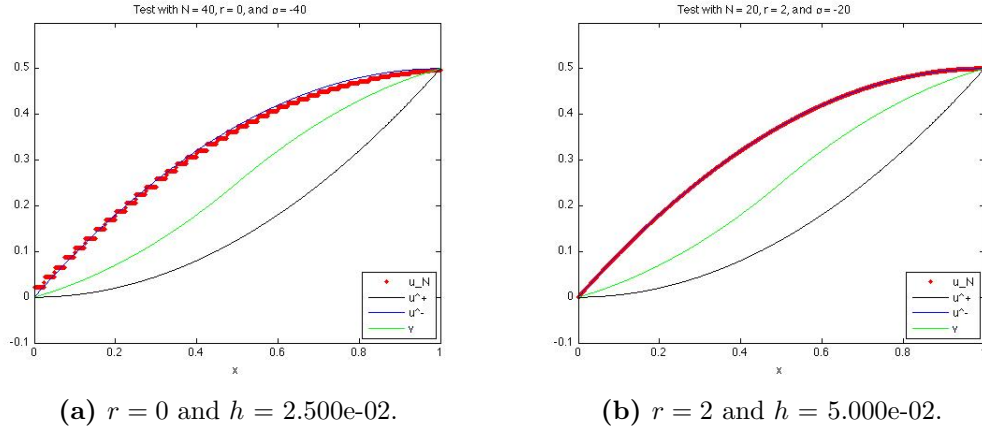 Test with N = 40, r = 0, and σ = -40
0.5
0.4
0.3
0.2
0.1
0
-0.1
0
0.2
0.4
0.6
0.8
1
x
u_N
u^+
u^-
γ
(a) r = 0 and h = 2.500e-02.
Test with N = 20, r = 2, and σ = -20
0.5
0.4
0.3
0.2
0.1
0
-0.1
0
0.2
0.4
0.6
0.8
1
x
u_N
u^+
u^-
γ
(b) r = 2 and h = 5.000e-02.